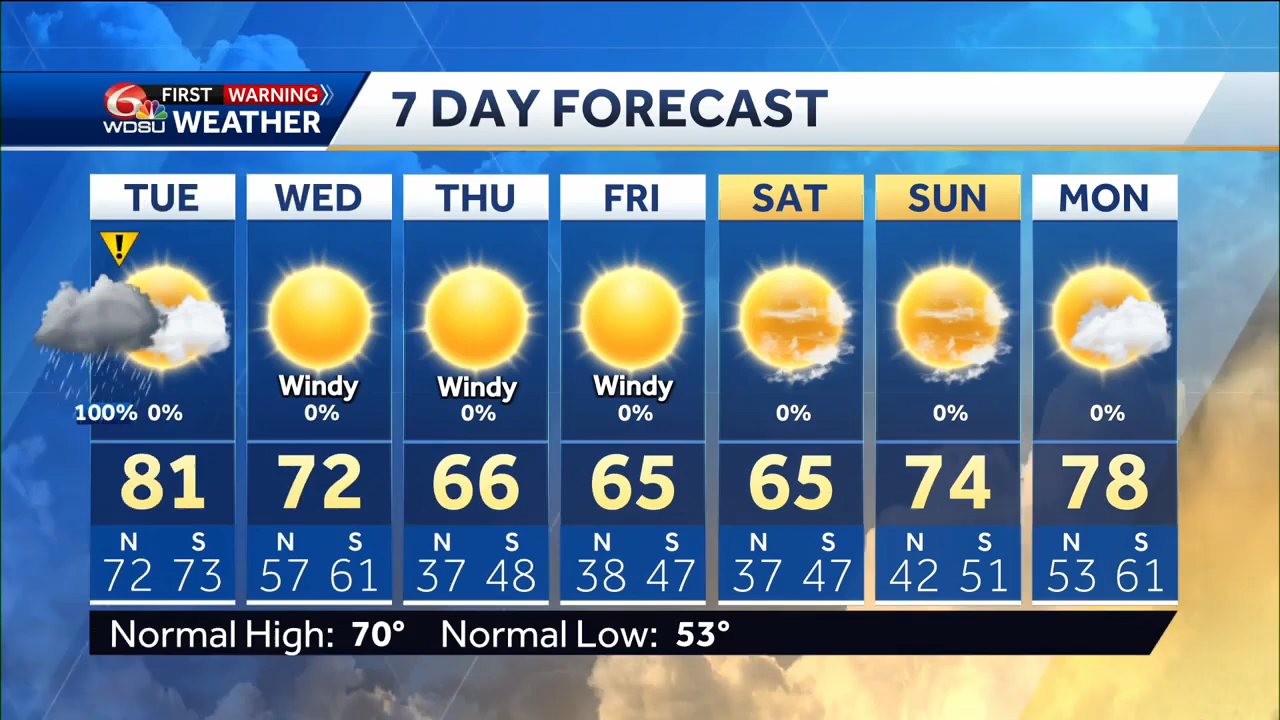 6 FIRST WARNING
WDSU WEATHER
7 DAY FORECAST
TUE WED THU FRI SAT SUN MON
!
Windy Windy Windy
100% 0% 0% 0% 0% 0% 0% 0%
81 72 66 65 65 74 78
N S N S N S N S N S N S N S
72 73 57 61 37 48 38 47 37 47 42 51 53 61
Normal High: 70° Normal Low: 53°